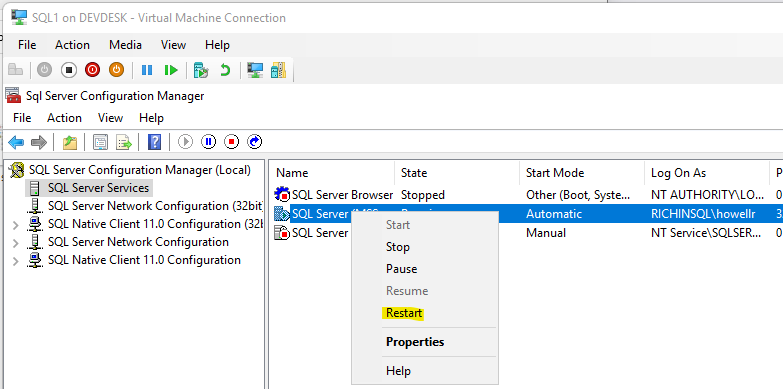 SQL1 on DEVDESK - Virtual Machine Connection
File Action Media View Help
Sql Server Configuration Manager
File Action View Help
SQL Server Configuration Manager (Local)
SQL Server Services
SQL Server Network Configuration (32bit
SQL Native Client 11.0 Configuration (32b
SQL Server Network Configuration
SQL Native Client 11.0 Configuration
Name State Start Mode Log On As P
SQL Server Browser Stopped Other (Boot, Syste... NT AUTHORITY\LO... 0
SQL Server Automatic RICHINSQL\howellr 3
SQL Server Manual NT Service\SQLSER... 0
Start
Stop
Pause
Resume
Restart
Properties
Help